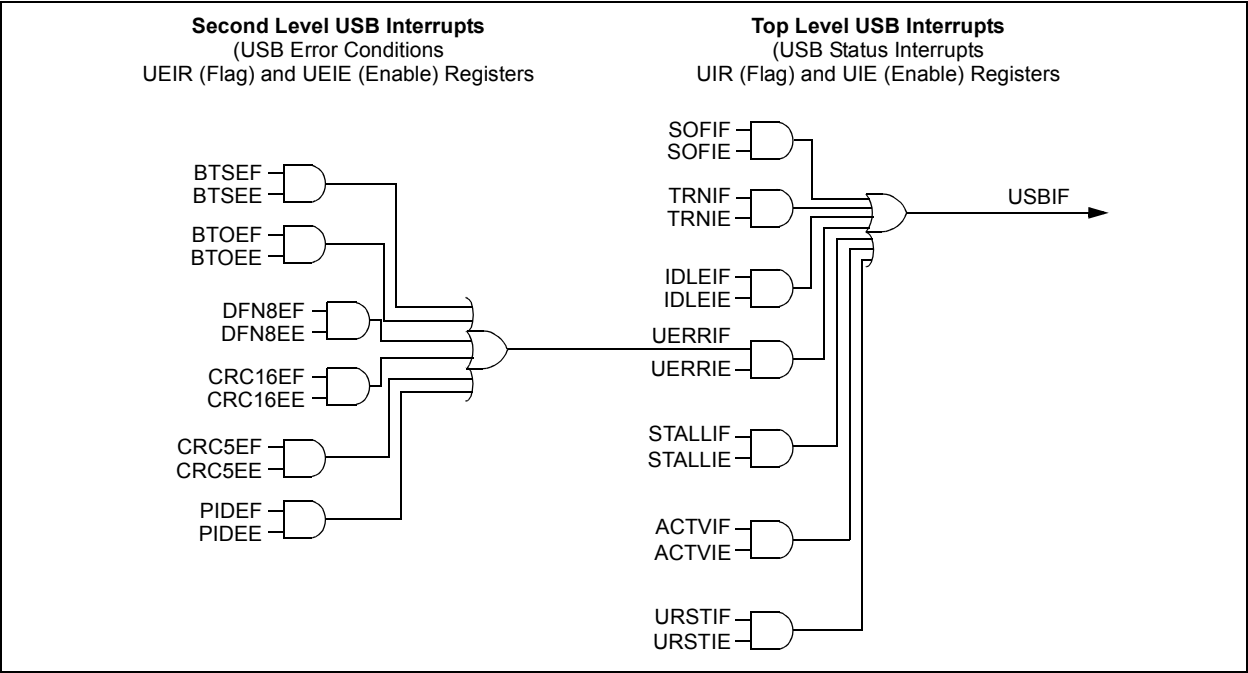 Second Level USB Interrupts
(USB Error Conditions
UEIR (Flag) and UEIE (Enable) Registers
Top Level USB Interrupts
(USB Status Interrupts
UIR (Flag) and UIE (Enable) Registers
BTSEF
BTSEE
BTOEF
BTOEE
DFN8EF
DFN8EE
CRC16EF
CRC16EE
CRC5EF
CRC5EE
PIDEF
PIDEE
SOFIF
SOFIE
TRNIF
TRNIE
IDLEIF
IDLEIE
UERRIF
UERRIE
STALLIF
STALLIE
ACTVIF
ACTVIE
URSTIF
URSTIE
USBIF